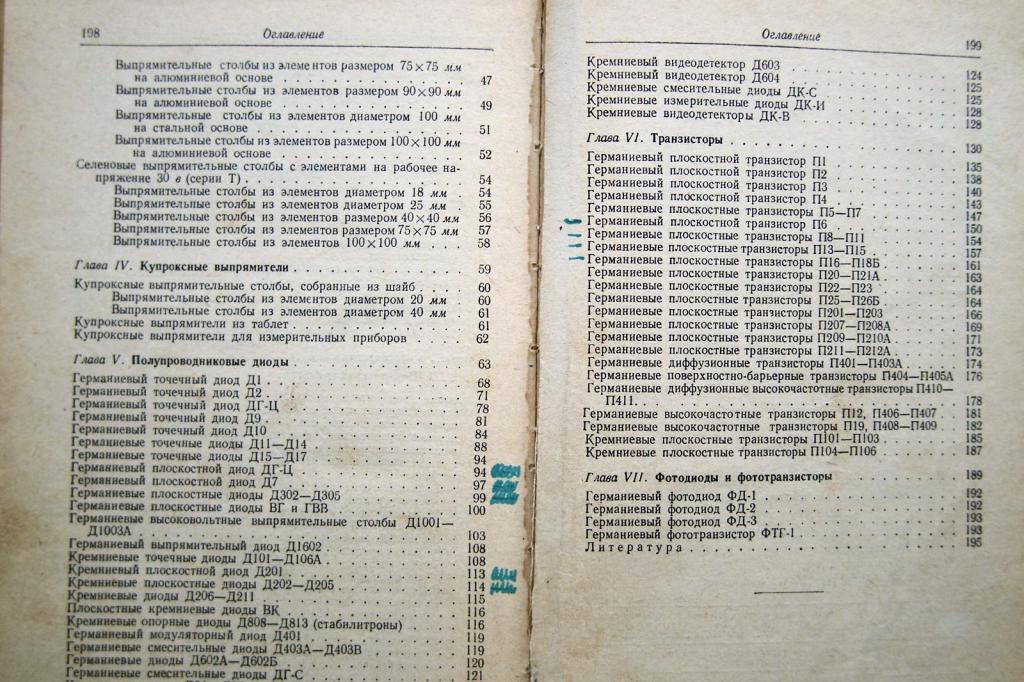 198
Оглавление
Выпрямительные столбы из элементов размером 75×75 мм
на алюминиевой основе . . . . . . . . . . . . . . 47
Выпрямительные столбы из элементов размером 90×90 мм
на алюминиевой основе . . . . . . . . . . . . . . 49
Выпрямительные столбы из элементов диаметром 100 мм
на стальной основе . . . . . . . . . . . . . . 51
Выпрямительные столбы из элементов размером 100×100 мм
на алюминиевой основе . . . . . . . . . . . . . . 52
Селеновые выпрямительные столбы с элементами на рабочее на-
пряжение 30 в (серии Т) . . . . . . . . . . . . . . 54
Выпрямительные столбы из элементов диаметром 18 мм . . . 54
Выпрямительные столбы из элементов диаметром 25 мм . . . 55
Выпрямительные столбы из элементов размером 40×40 мм 56
Выпрямительные столбы из элементов размером 75×75 мм 57
Выпрямительные столбы из элементов 100×100 мм . . . . 58
Глава IV. Купроксные выпрямители . . . . . . . . . . . . 59
Купроксные выпрямительные столбы, собранные из шайб . . . 60
Выпрямительные столбы из элементов диаметром 20 мм . . 60
Выпрямительные столбы из элементов диаметром 40 мм . . 61
Купроксные выпрямители из таблет . . . . . . . . . . . . 61
Купроксные выпрямители для измерительных приборов . . . . 62
Глава V. Полупроводниковые диоды . . . . . . . . . . . . 63
Германиевый точечный диод Д1 . . . . . . . . . . . . 68
Германиевый точечный диод Д2 . . . . . . . . . . . . 71
Германиевый точечный диод ДГ-Ц . . . . . . . . . . . . 78
Германиевый точечный диод Д9 . . . . . . . . . . . . 81
Германиевый точечный диод Д10 . . . . . . . . . . . . 84
Германиевые точечные диоды Д11—Д14 . . . . . . . . . . . . 88
Германиевые точечные диоды Д15—Д17 . . . . . . . . . . . . 94
Германиевый плоскостной диод ДГ-Ц . . . . . . . . . . . . 94
Германиевый плоскостной диод Д7 . . . . . . . . . . . . 97
Германиевые плоскостные диоды Д302—Д305 . . . . . . . . . . 99
Германиевые плоскостные диоды ВГ и ГВВ . . . . . . . . . . 100
Германиевые высоковольтные выпрямительные столбы Д1001—
Д1003А . . . . . . . . . . . . . . 103
Германиевый выпрямительный диод Д1602 . . . . . . . . . . 108
Кремниевые точечные диоды Д101—Д106А . . . . . . . . . . 108
Кремниевый плоскостной диод Д201 . . . . . . . . . . 113
Кремниевые плоскостные диоды Д202—Д205 . . . . . . . . . . 114
Кремниевые диоды Д206—Д211 . . . . . . . . . . 115
Плоскостные кремниевые диоды ВК . . . . . . . . . . 116
Кремниевые опорные диоды Д808—Д813 (стабилитроны) . . . . 116
Германиевый модуляторный диод Д401 . . . . . . . . . . 119
Германиевые смесительные диоды Д403А—Д403В . . . . . . . . 119
Германиевые диоды Д602А—Д602Б . . . . . . . . . . 120
Германиевые смесительные диоды ДГ-С . . . . . . . . . . 121
Оглавление
199
Кремниевый видеодетектор Д603 . . . . . . . . . . 124
Кремниевый видеодетектор Д604 . . . . . . . . . . 125
Кремниевые смесительные диоды ДК-С . . . . . . . . . . 125
Кремниевые измерительные диоды ДК-И . . . . . . . . . . 128
Кремниевые видеодетекторы ДК-В . . . . . . . . . . 128
Глава VI. Транзисторы . . . . . . . . . . . . . . 130
Германиевый плоскостной транзистор П1 . . . . . . . . . . 135
Германиевый плоскостной транзистор П2 . . . . . . . . . . 138
Германиевый плоскостной транзистор П3 . . . . . . . . . . 140
Германиевый плоскостной транзистор П4 . . . . . . . . . . 143
Германиевые плоскостные транзисторы П5—П7 . . . . . . . . 147
Германиевый плоскостной транзистор П6 . . . . . . . . . . 150
Германиевые плоскостные транзисторы П8—П11 . . . . . . . . 154
Германиевые плоскостные транзисторы П13—П15 . . . . . . . . 157
Германиевые плоскостные транзисторы П16—П18Б . . . . . . . 161
Германиевые плоскостные транзисторы П20—П21А . . . . . . . 163
Германиевые плоскостные транзисторы П22—П23 . . . . . . . . 164
Германиевые плоскостные транзисторы П25—П26Б . . . . . . . 164
Германиевые плоскостные транзисторы П201—П203 . . . . . . . 166
Германиевые плоскостные транзисторы П207—П208А . . . . . . 169
Германиевые плоскостные транзисторы П209—П210А . . . . . . 171
Германиевые плоскостные транзисторы П211—П212А . . . . . . 173
Германиевые диффузионные транзисторы П401—П403А . . . . . 174
Германиевые поверхностно-барьерные транзисторы П404—П405А 176
Германиевые диффузионные высокочастотные транзисторы П410—
П411 . . . . . . . . . . . . . . 178
Германиевые высокочастотные транзисторы П12, П406—П407 . . 181
Германиевые высокочастотные транзисторы П19, П408—П409 . . 182
Кремниевые плоскостные транзисторы П101—П103 . . . . . . . 185
Кремниевые плоскостные транзисторы П104—П106 . . . . . . . 187
Глава VII. Фотодиоды и фототранзисторы . . . . . . . . . . 189
Германиевый фотодиод ФД-1 . . . . . . . . . . 192
Германиевый фотодиод ФД-2 . . . . . . . . . . 192
Германиевый фотодиод ФД-3 . . . . . . . . . . 193
Германиевый фототранзистор ФТГ-1 . . . . . . . . . . 193
Литература . . . . . . . . . . . . . . 195